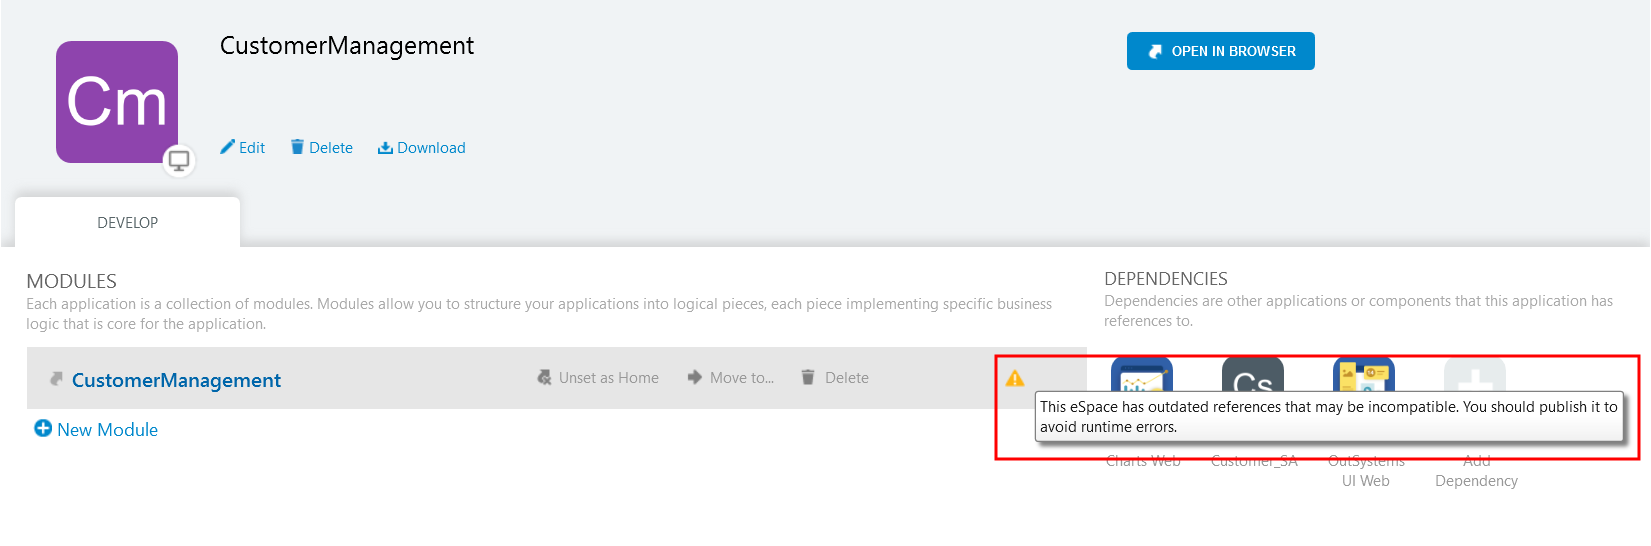 Cm
CustomerManagement
OPEN IN BROWSER
Edit
Delete
Download
DEVELOP
MODULES
Each application is a collection of modules. Modules allow you to structure your applications into logical pieces, each piece implementing specific business
logic that is core for the application.
CustomerManagement
Unset as Home
Move to...
Delete
New Module
DEPENDENCIES
Dependencies are other applications or components that this application has
references to.
Cs
This eSpace has outdated references that may be incompatible. You should publish it to
avoid runtime errors.
Charts Web
Customer_SA
OutSystems
UI Web
Add
Dependency